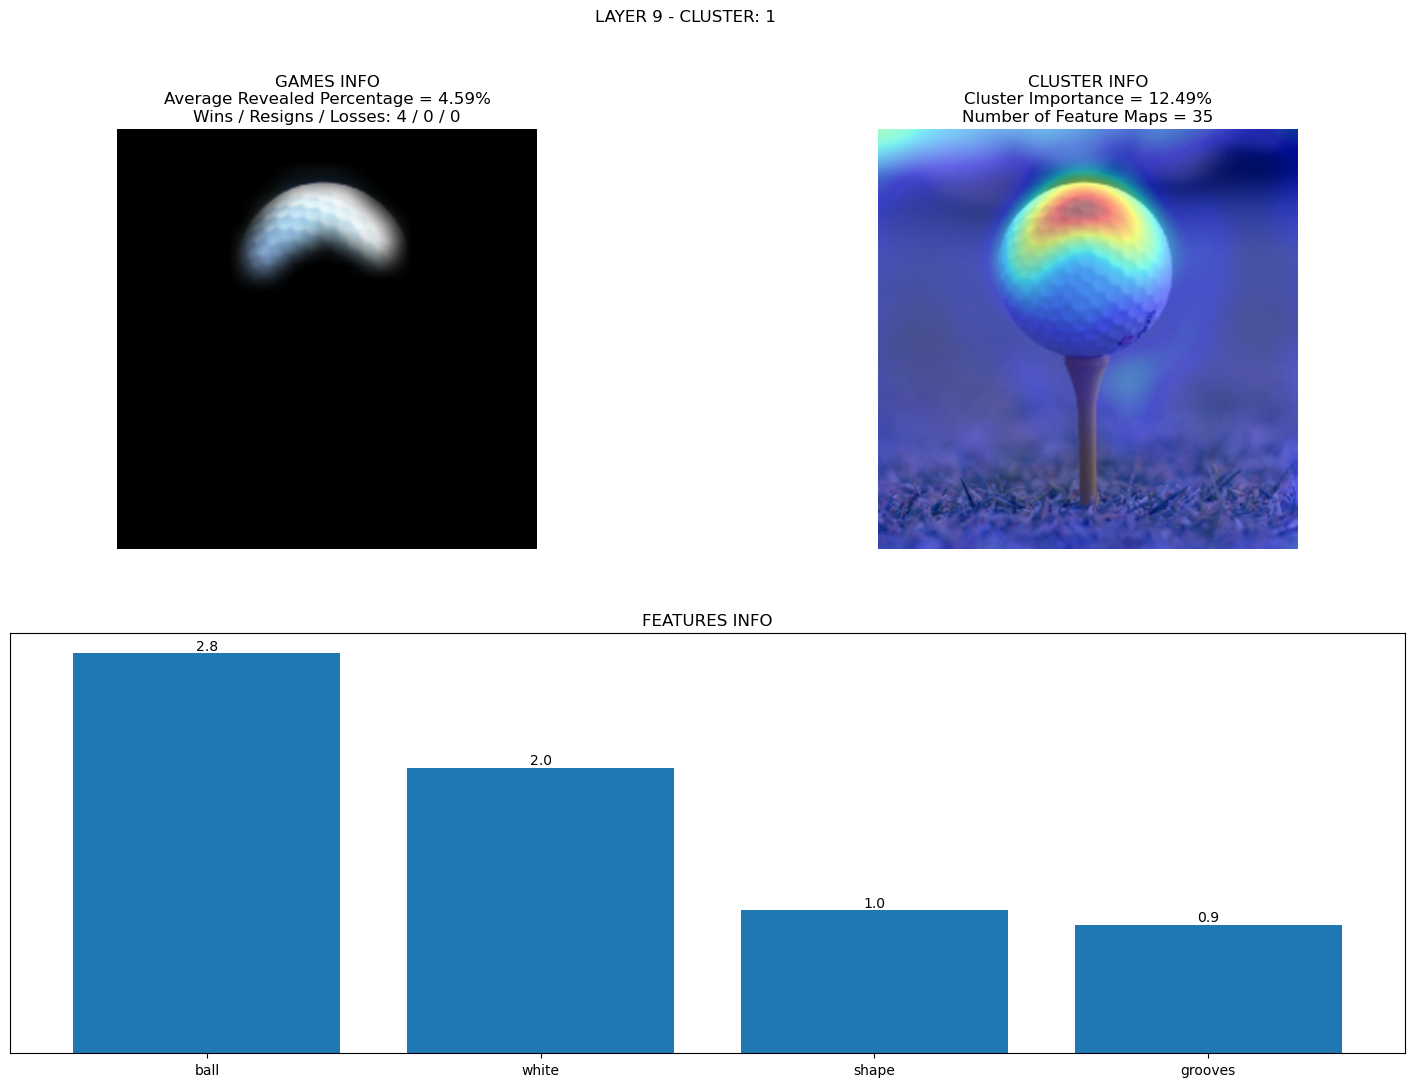 LAYER 9 - CLUSTER: 1
GAMES INFO
Average Revealed Percentage = 4.59%
Wins / Resigns / Losses: 4 / 0 / 0
CLUSTER INFO
Cluster Importance = 12.49%
Number of Feature Maps = 35
FEATURES INFO
2.8
2.0
1.0
0.9
ball
white
shape
grooves